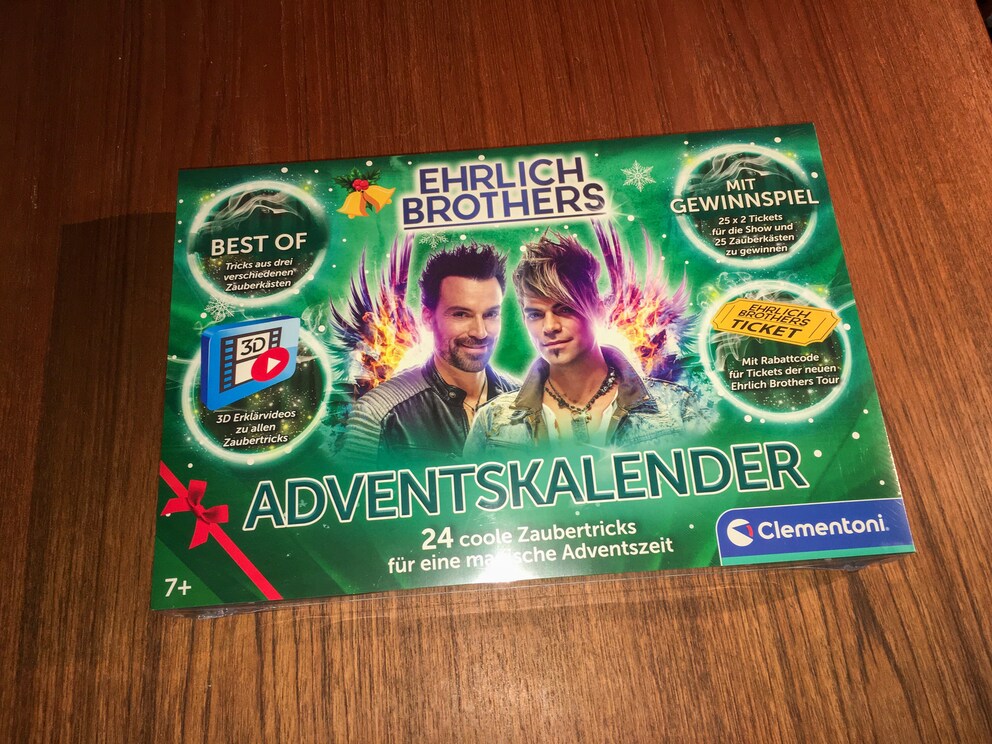 EHRLICH
BROTHERS
BEST OF
Tricks aus drei
verschiedenen
Zauberkästen
MIT
GEWINNSPIEL
25 x 2 Tickets
für die Show und
25 Zauberkästen
zu gewinnen
3D
3D Erklärvideos
zu allen
Zaubertricks
EHRLICH
BROTHERS
TICKET
Mit Rabattcode
für Tickets der neuen
Ehrlich Brothers Tour
ADVENTSKALENDER
24 coole Zaubertricks
für eine magische Adventszeit
7+
Clementoni®